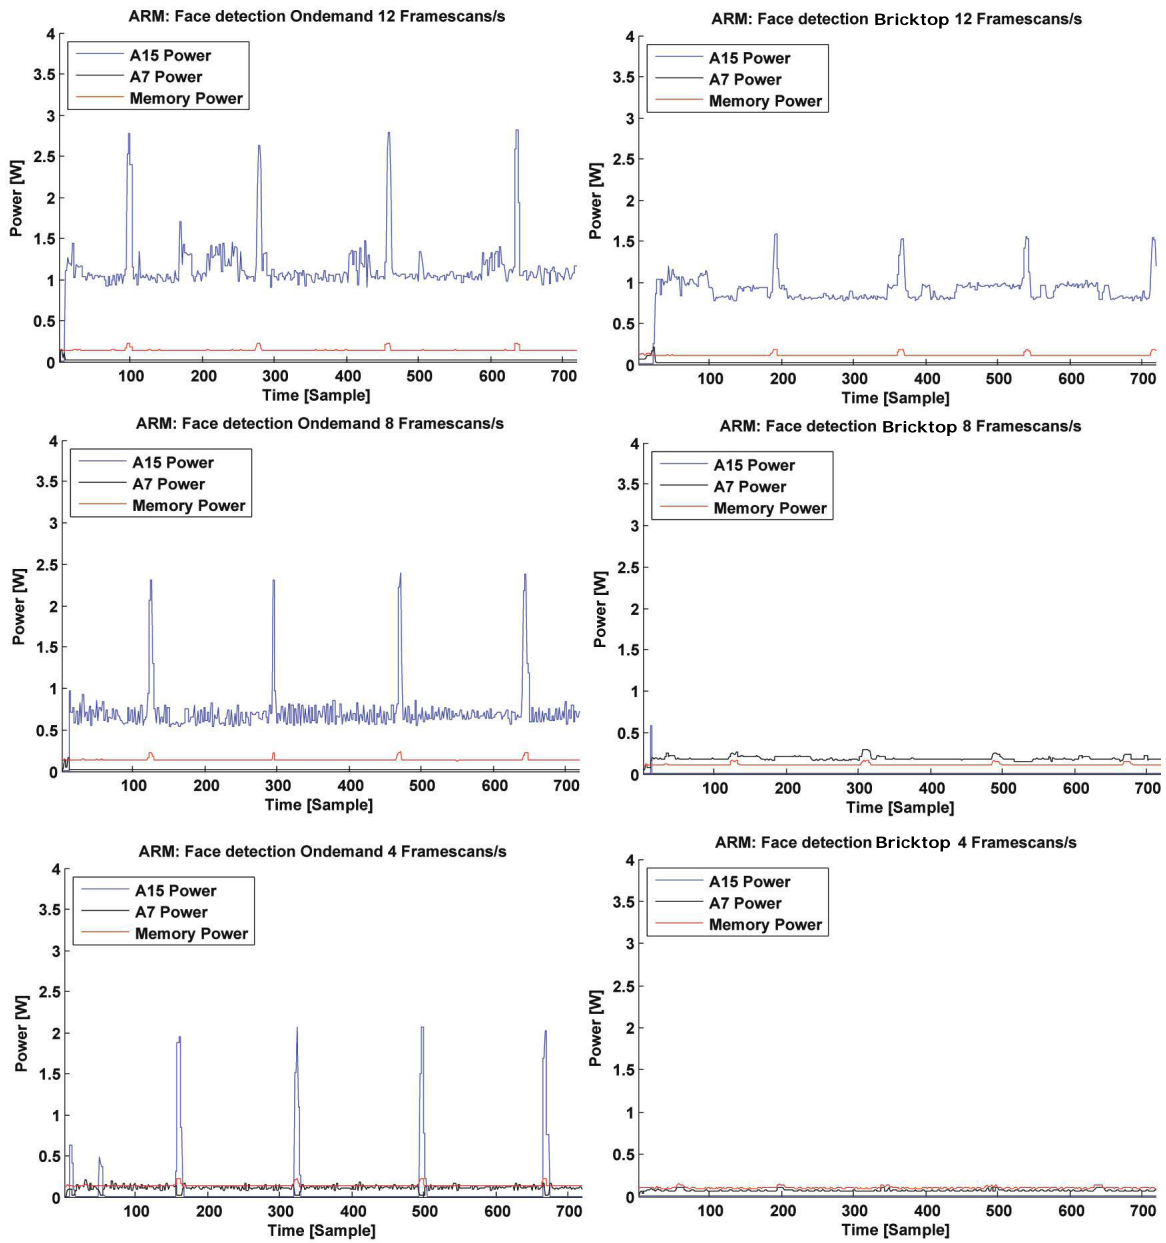 ARM: Face detection Ondemand 12 Framescans/s
A15 Power
A7 Power
Memory Power
Power [W]
4
3.5
3
2.5
2
1.5
1
0.5
0
100 200 300 400 500 600 700
Time [Sample]
ARM: Face detection Bricktop 12 Framescans/s
A15 Power
A7 Power
Memory Power
Power [W]
4
3.5
3
2.5
2
1.5
1
0.5
0
100 200 300 400 500 600 700
Time [Sample]
ARM: Face detection Ondemand 8 Framescans/s
A15 Power
A7 Power
Memory Power
Power [W]
4
3.5
3
2.5
2
1.5
1
0.5
0
100 200 300 400 500 600 700
Time [Sample]
ARM: Face detection Bricktop 8 Framescans/s
A15 Power
A7 Power
Memory Power
Power [W]
4
3.5
3
2.5
2
1.5
1
0.5
0
100 200 300 400 500 600 700
Time [Sample]
ARM: Face detection Ondemand 4 Framescans/s
A15 Power
A7 Power
Memory Power
Power [W]
4
3.5
3
2.5
2
1.5
1
0.5
0
100 200 300 400 500 600 700
Time [Sample]
ARM: Face detection Bricktop 4 Framescans/s
A15 Power
A7 Power
Memory Power
Power [W]
4
3.5
3
2.5
2
1.5
1
0.5
0
100 200 300 400 500 600 700
Time [Sample]